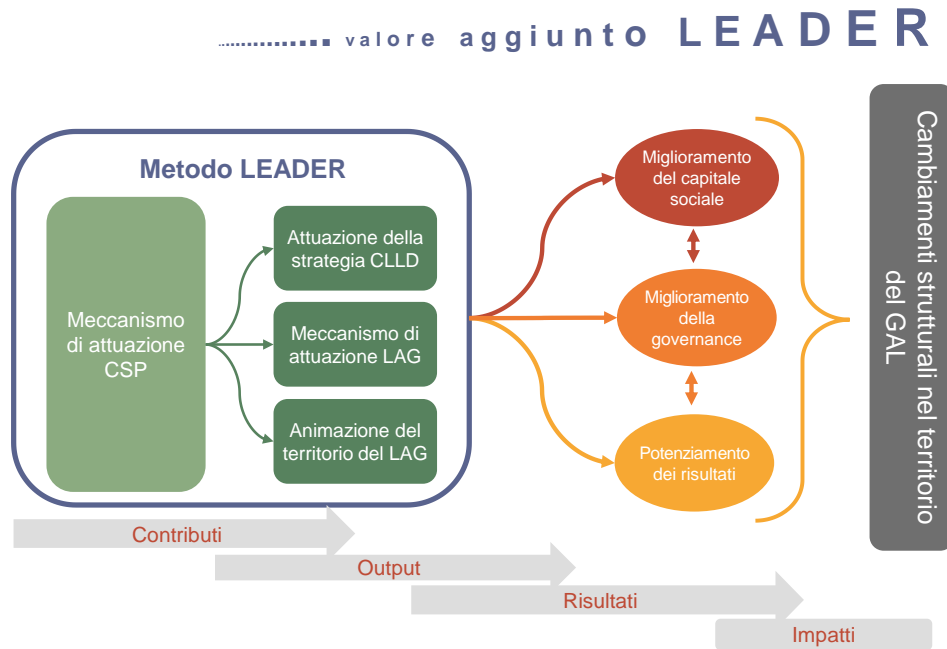 ................ valore aggiunto LEADER
Metodo LEADER
Meccanismo
di attuazione
CSP
Attuazione della
strategia CLLD
Meccanismo di
attuazione LAG
Animazione del
territorio del LAG
Miglioramento
del capitale
sociale
Miglioramento
della
governance
Potenziamento
dei risultati
Cambiamenti strutturali nel territorio
del GAL
Contributi
Output
Risultati
Impatti